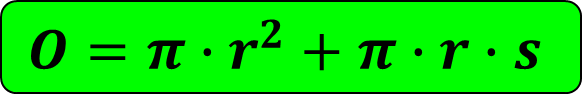 O = π · r² + π · r · s